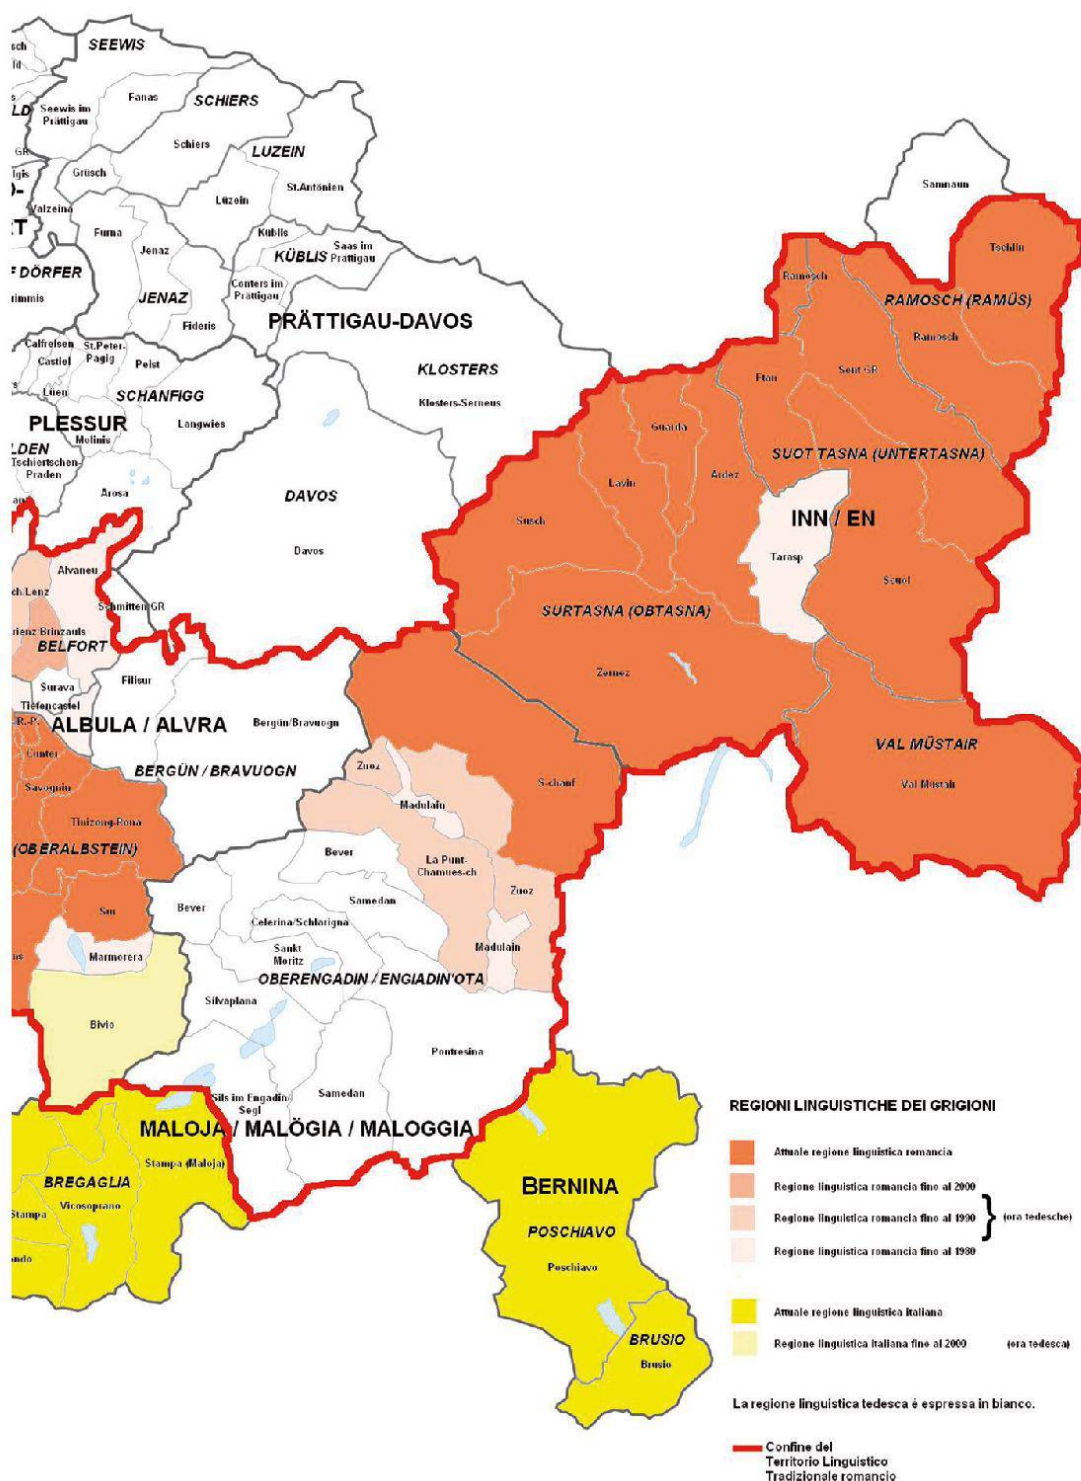 SEEWIS
Fanas
Seewis im
Prättigau
SCHIERS
Schiers
LUZEIN
Grüsch
St.Antönien
Lüzein
Samnaun
Valzeina
Furna
Jenaz
Küblis
Saas im
Prättigau
KÜBLIS
Conters im
Prättigau
JENAZ
Fideris
DÖRFER
PRÄTTIGAU-DAVOS
KLOSTERS
Klosters-Serneus
Calfreisen
Castiel
St.Peter-
Pagig
Peist
Lüen
SCHANFIGG
PLESSUR
Langwies
Molinis
Tschiertschen-
Praden
Arosa
DAVOS
Davos
Tschlin
Ramosch
RAMOSCH (RAMÜS)
Ramosch
Ftan
Sent GR
Guarda
SUOT TASNA (UNTERTASNA)
Lavin
Ardez
Susch
INN / EN
Tarasp
Scuol
SURTASNA (OBTASNA)
Zernez
VAL MÜSTAIR
Val Müstair
Alvaneu
Schmitten GR
BELFORT
Surava
Tiefencastel
Filisur
ALBULA / ALVRA
Bergün/Bravuogn
BERGÜN / BRAVUOGN
Cunter
Savognin
Tinizong-Rona
(OBERALBSTEIN)
Sur
Marmorera
Bivio
S-chanf
Zuoz
Madulain
La Punt-
Chamues-ch
Zuoz
Madulain
Bever
Bever
Samedan
Celerina/Schlarigna
Sankt
Moritz
OBERENGADIN / ENGIADIN'OTA
Silvaplana
Pontresina
Sils im Engadin/
Segl
Samedan
MALOJA / MALÖGIA / MALOGGIA
Stampa (Maloja)
BREGAGLIA
Vicosoprano
Stampa
BERNINA
POSCHIAVO
Poschiavo
BRUSIO
Brusio
REGIONI LINGUISTICHE DEI GRIGIONI
Attuale regione linguistica romancia
Regione linguistica romancia fino al 2000
Regione linguistica romancia fino al 1990
(ora tedesche)
Regione linguistica romancia fino al 1980
Attuale regione linguistica italiana
Regione linguistica italiana fino al 2000 (ora tedesca)
La regione linguistica tedesca é espressa in bianco.
Confine del
Territorio Linguistico
Tradizionale romancio